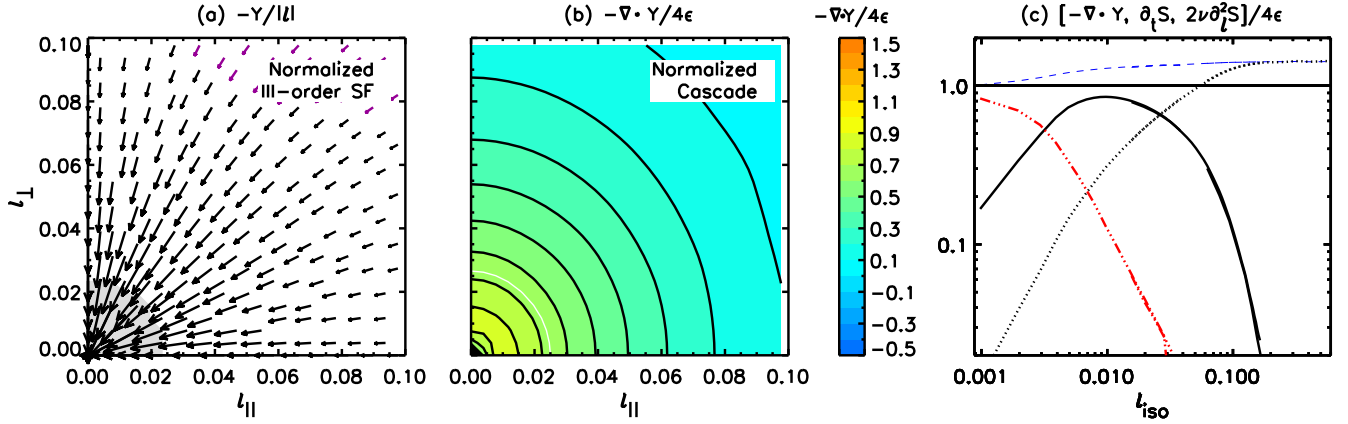 (a) −Y/|ℓ|
(b) −∇· Y/4ϵ
−∇·Y/4ϵ
(c) [−∇· Y, ∂tS, 2ν∂ℓ²S]/4ϵ
Normalized
III−order SF
0.10
0.08
0.06
0.04
0.02
0.00
ℓ⊥
0.00 0.02 0.04 0.06 0.08 0.10
ℓ||
Normalized
Cascade
0.00 0.02 0.04 0.06 0.08 0.10
ℓ||
1.5
1.3
1.1
0.9
0.7
0.5
0.3
0.1
−0.1
−0.3
−0.5
1.0
0.1
0.001 0.010 0.100
ℓiso